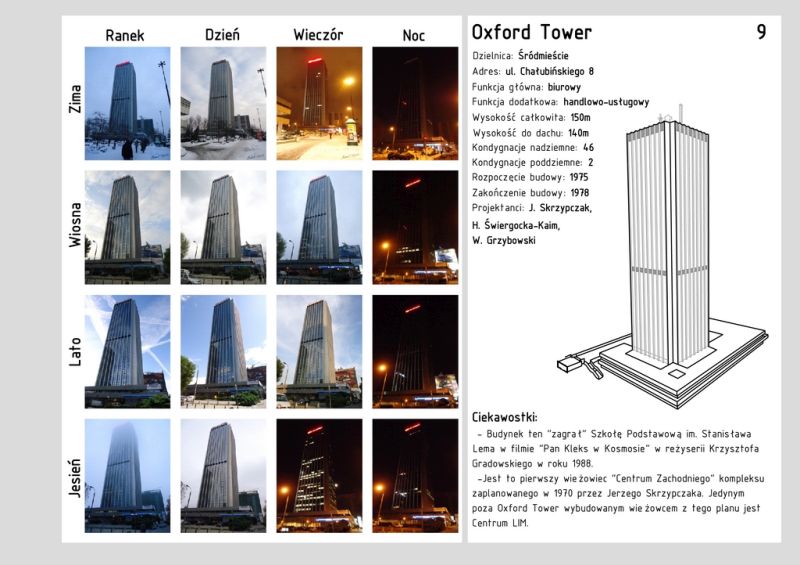 Ranek Dzień Wieczór Noc
Zima
Wiosna
Lato
Jesień
Oxford Tower 9
Dzielnica: Śródmieście
Adres: ul. Chałubińskiego 8
Funkcja główna: biurowy
Funkcja dodatkowa: handlowo-usługowy
Wysokość całkowita: 150m
Wysokość do dachu: 140m
Kondygnacje nadziemne: 46
Kondygnacje poddziemne: 2
Rozpoczęcie budowy: 1975
Zakończenie budowy: 1978
Projektanci: J. Skrzypczak,
H. Świergocka-Kaim,
W. Grzybowski
Ciekawostki:
- Budynek ten "zagrał" Szkołę Podstawową im. Stanisława
Lema w filmie "Pan Kleks w Kosmosie" w reżyserii Krzysztofa
Gradowskiego w roku 1988.
-Jest to pierwszy wieżowiec "Centrum Zachodniego" kompleksu
zaplanowanego w 1970 przez Jerzego Skrzypczaka. Jedynym
poza Oxford Tower wybudowanym wieżowcem z tego planu jest
Centrum LIM.